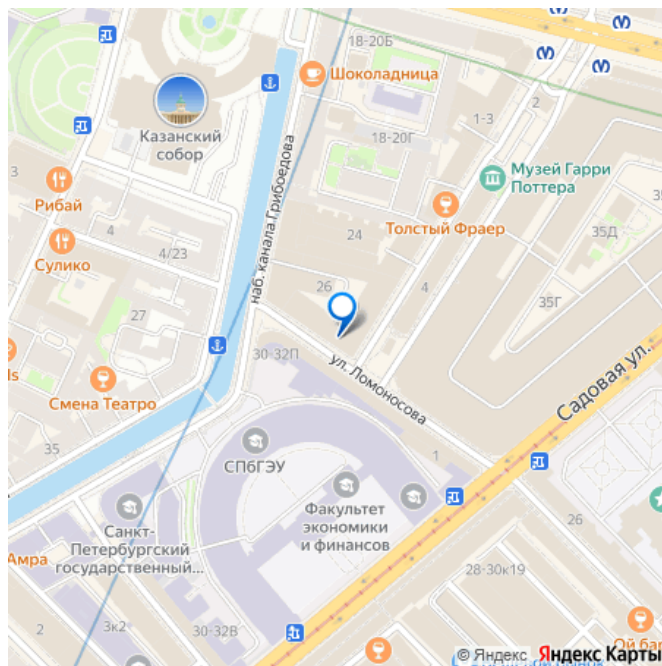 18-20Б
Шоколадница
1-3
2
Казанский
собор
18-20Г
3
Музей Гарри
Поттера
Рибай
наб. канала Грибоедова
Толстый Фраер
4
4/23
24
35Д
Сулико
26
4
35Г
27
30-32П
ул. Ломоносова
Садовая ул.
ls
Смена Театро
35
СПбГЭУ
1
Факультет
экономики
и финансов
Санкт-
Петербургский
государственный...
26
Амра
28-30к19
2
3к2
30-32В
Ой ба
© Яндекс Яндекс Карты